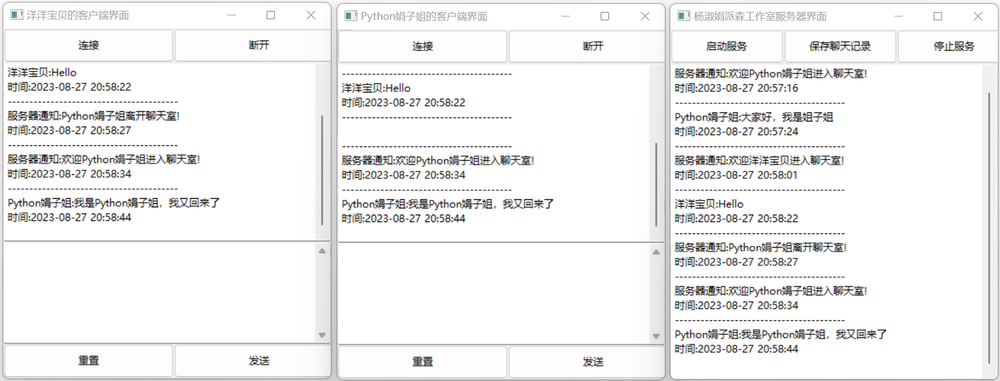 洋洋宝贝的客户端界面
连接
断开
洋洋宝贝:Hello
时间:2023-08-27 20:58:22
----------------------------------------
服务器通知:Python娟子姐离开聊天室!
时间:2023-08-27 20:58:27
----------------------------------------
服务器通知:欢迎Python娟子姐进入聊天室!
时间:2023-08-27 20:58:34
----------------------------------------
Python娟子姐:我是Python娟子姐，我又回来了
时间:2023-08-27 20:58:44
重置
发送
Python娟子姐的客户端界面
连接
断开
----------------------------------------
洋洋宝贝:Hello
时间:2023-08-27 20:58:22
----------------------------------------
----------------------------------------
服务器通知:欢迎Python娟子姐进入聊天室!
时间:2023-08-27 20:58:34
----------------------------------------
Python娟子姐:我是Python娟子姐，我又回来了
时间:2023-08-27 20:58:44
重置
发送
杨淑娟派森工作室服务器界面
启动服务
保存聊天记录
停止服务
服务器通知:欢迎Python娟子姐进入聊天室!
时间:2023-08-27 20:57:16
----------------------------------------
Python娟子姐:大家好，我是姐子姐
时间:2023-08-27 20:57:24
----------------------------------------
服务器通知:欢迎洋洋宝贝进入聊天室!
时间:2023-08-27 20:58:01
----------------------------------------
洋洋宝贝:Hello
时间:2023-08-27 20:58:22
----------------------------------------
服务器通知:Python娟子姐离开聊天室!
时间:2023-08-27 20:58:27
----------------------------------------
服务器通知:欢迎Python娟子姐进入聊天室!
时间:2023-08-27 20:58:34
----------------------------------------
Python娟子姐:我是Python娟子姐，我又回来了
时间:2023-08-27 20:58:44